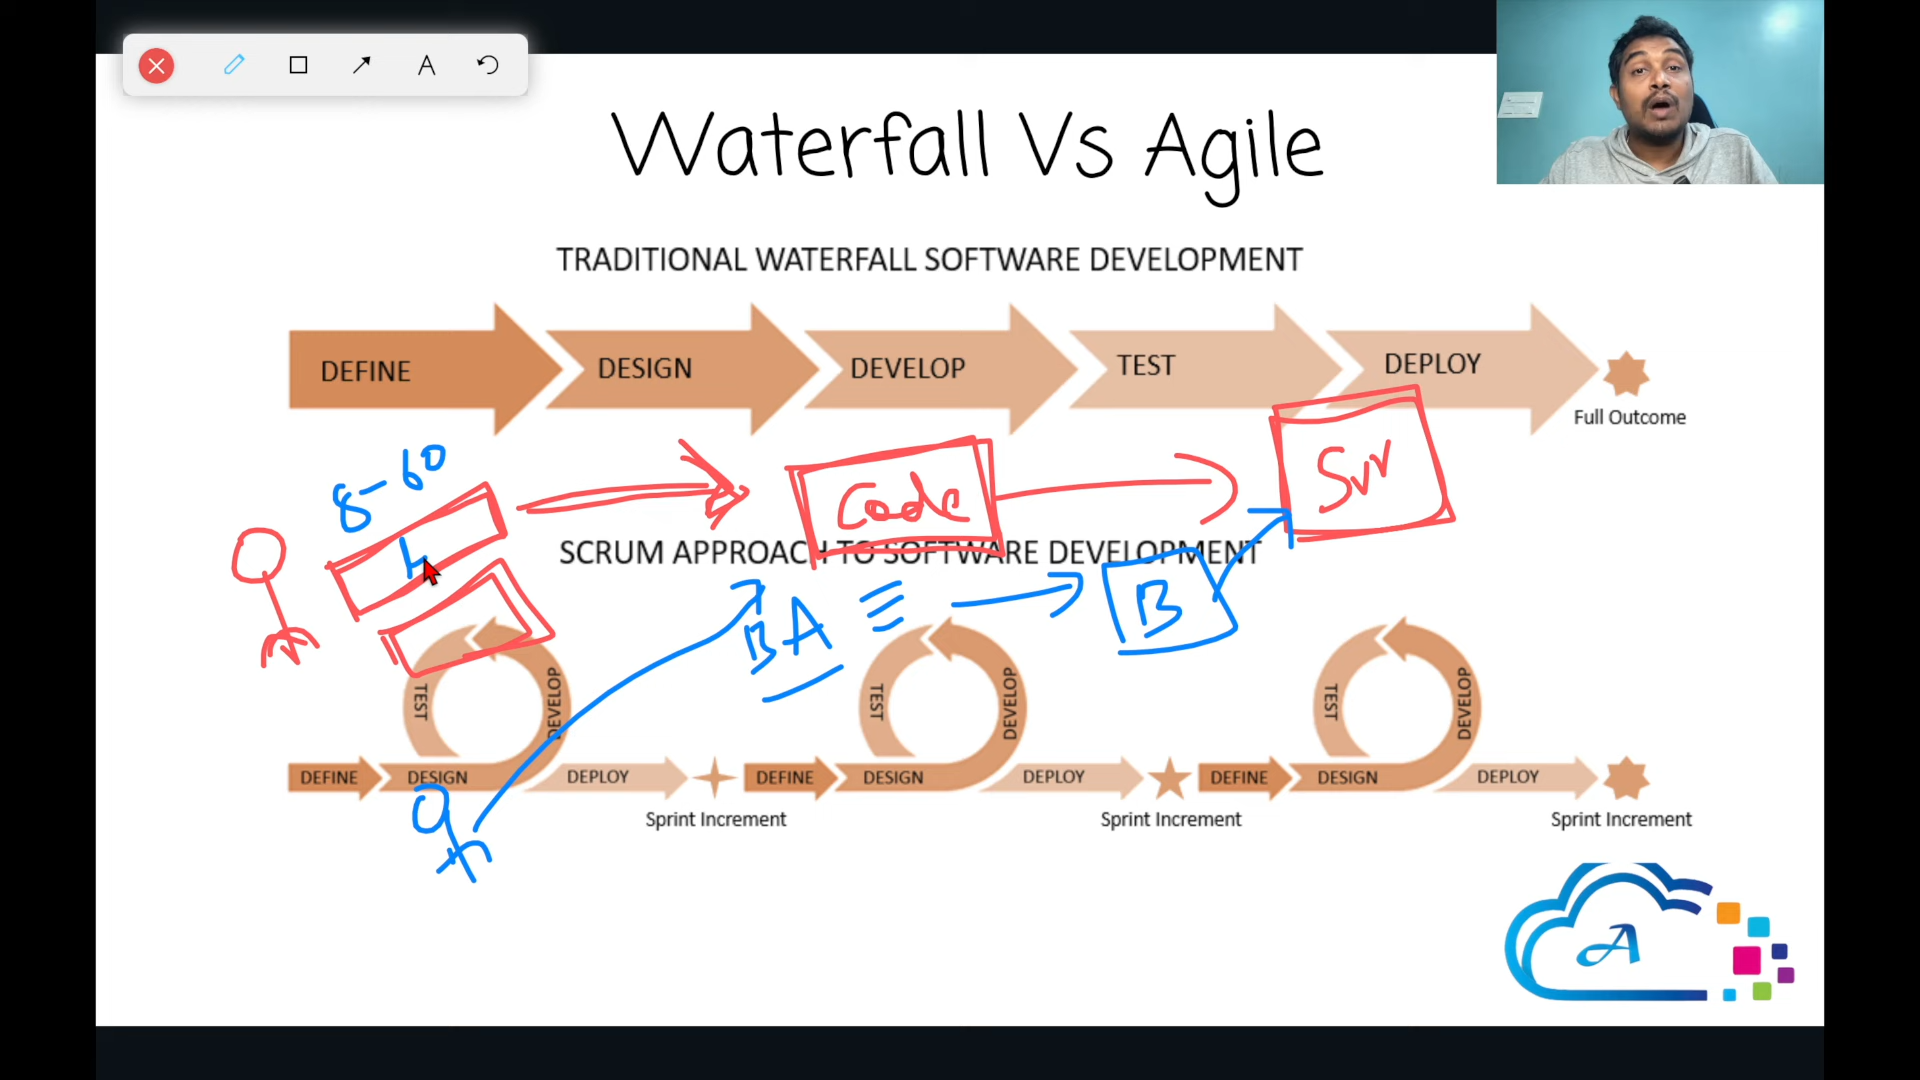 A
Waterfall Vs Agile
TRADITIONAL WATERFALL SOFTWARE DEVELOPMENT
DEFINE
DESIGN
DEVELOP
TEST
DEPLOY
Full Outcome
8-60
Code
Svr
SCRUM APPROACH TO SOFTWARE DEVELOPMENT
BA
B
TEST
DEVELOP
DEFINE
DESIGN
DEPLOY
Sprint Increment
TEST
DEVELOP
DEFINE
DESIGN
DEPLOY
Sprint Increment
TEST
DEVELOP
DEFINE
DESIGN
DEPLOY
Sprint Increment
A